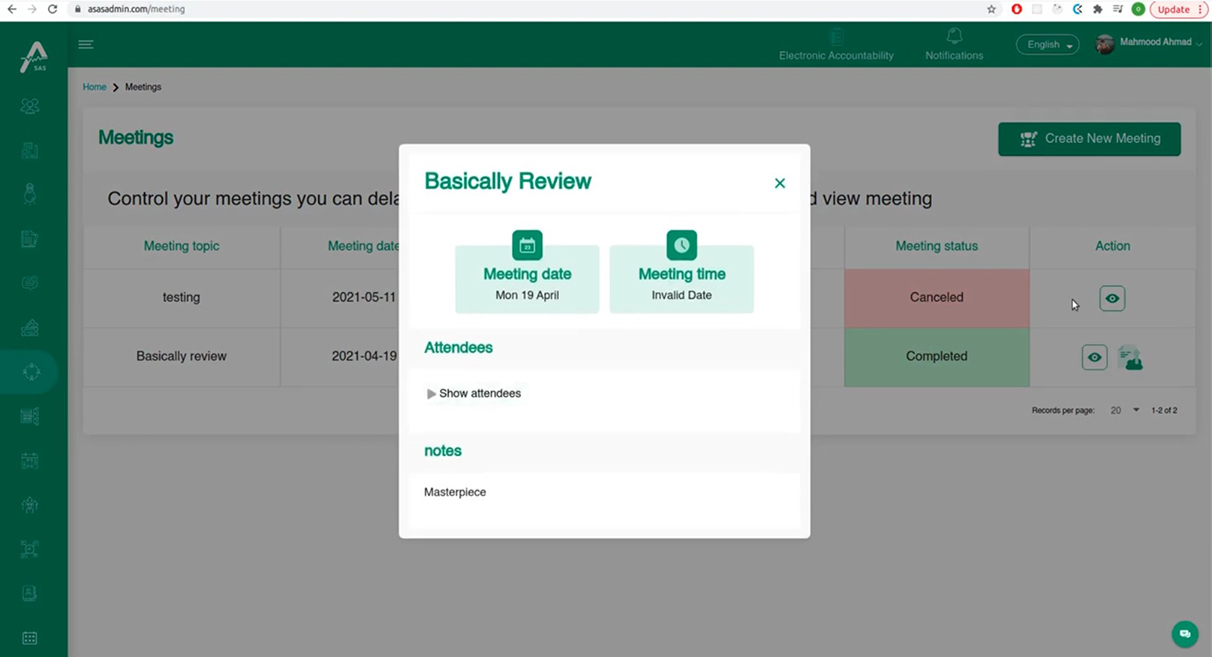 asasadmin.com/meeting
Update
SAS
Electronic Accountability
Notifications
English
Mahmood Ahmad
Home
Meetings
Meetings
Create New Meeting
Control your meetings you can dela
d view meeting
Meeting topic
Meeting date
Meeting status
Action
testing
2021-05-11
Canceled
Basically review
2021-04-19
Completed
Records per page:
20
1-2 of 2
Basically Review
Meeting date
Mon 19 April
Meeting time
Invalid Date
Attendees
Show attendees
notes
Masterpiece